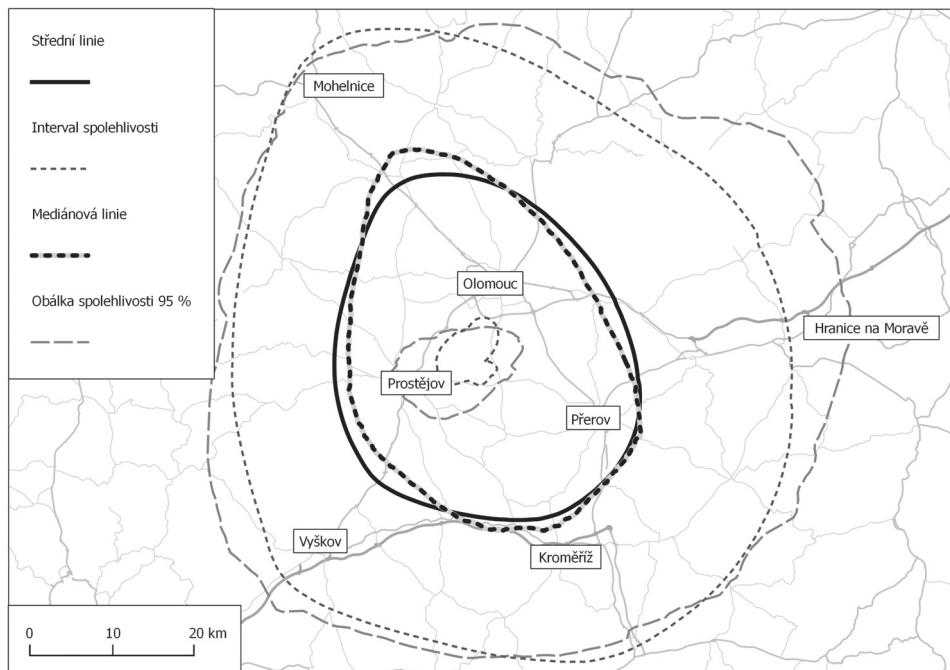 Střední linie
Interval spolehlivosti
Mediánová linie
Obálka spolehlivosti 95 %
Mohelnice
Olomouc
Hranice na Moravě
Prostějov
Přerov
Vyškov
Kroměříž
0 10 20 km